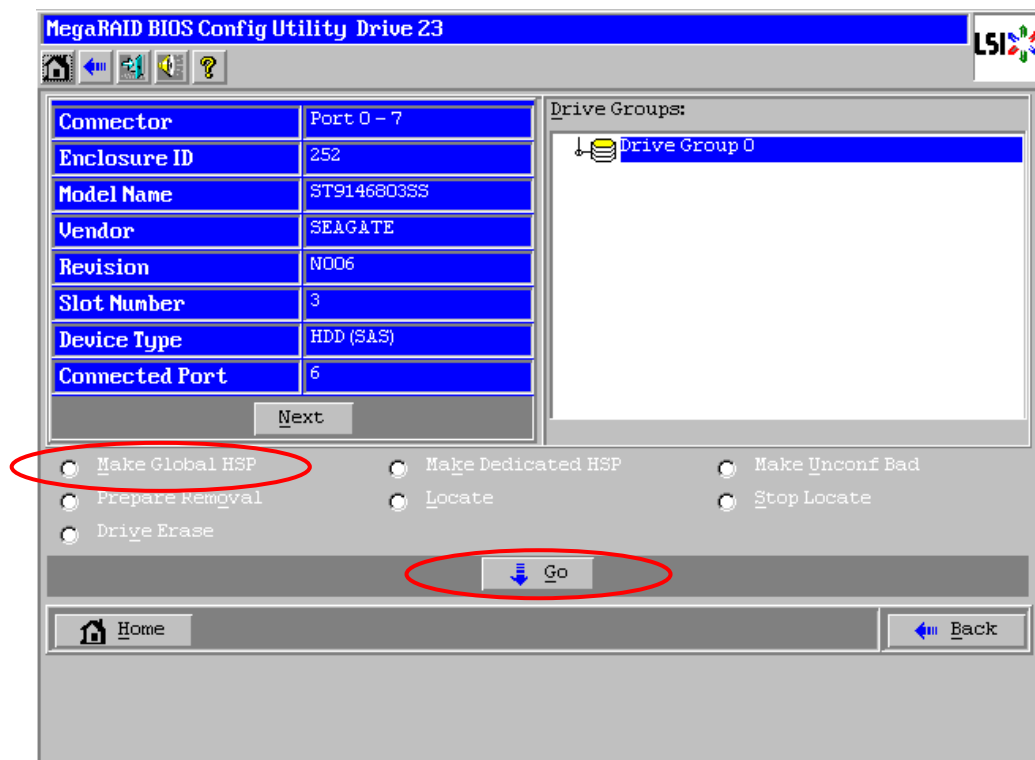 MegaRAID BIOS Config Utility Drive 23
LSI
Connector Port 0 - 7
Enclosure ID 252
Model Name ST9146803SS
Vendor SEAGATE
Revision N006
Slot Number 3
Device Type HDD (SAS)
Connected Port 6
Next
Drive Groups:
Drive Group 0
Make Global HSP Make Dedicated HSP Make Unconf Bad
Prepare Removal Locate Stop Locate
Drive Erase
Go
Home Back